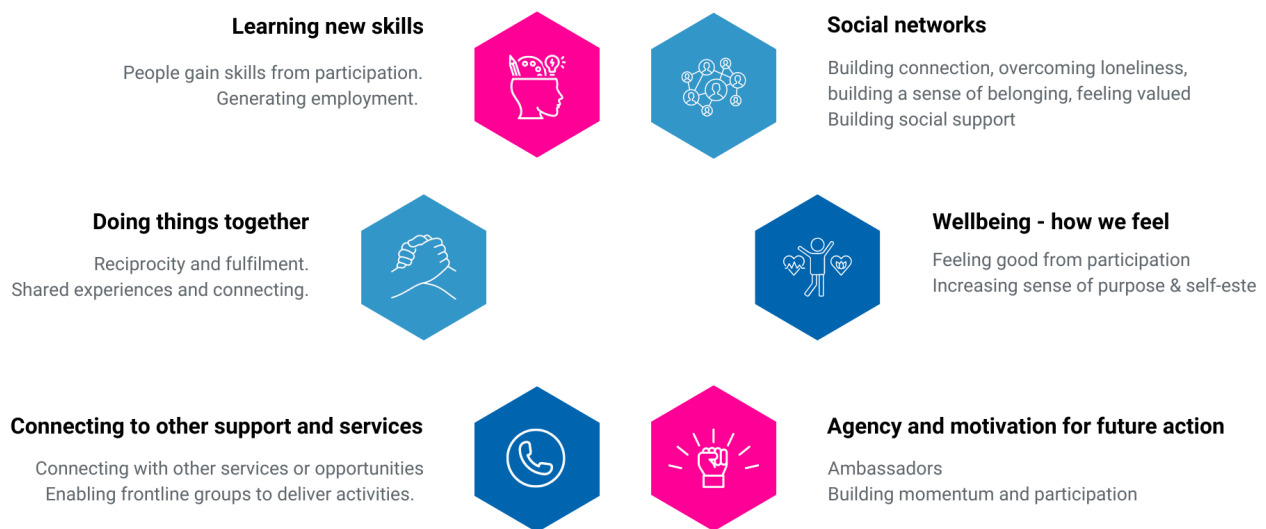 Learning new skills
People gain skills from participation.
Generating employment.
Social networks
Building connection, overcoming loneliness,
building a sense of belonging, feeling valued
Building social support
Doing things together
Reciprocity and fulfilment.
Shared experiences and connecting.
Wellbeing - how we feel
Feeling good from participation
Increasing sense of purpose & self-este
Connecting to other support and services
Connecting with other services or opportunities
Enabling frontline groups to deliver activities.
Agency and motivation for future action
Ambassadors
Building momentum and participation